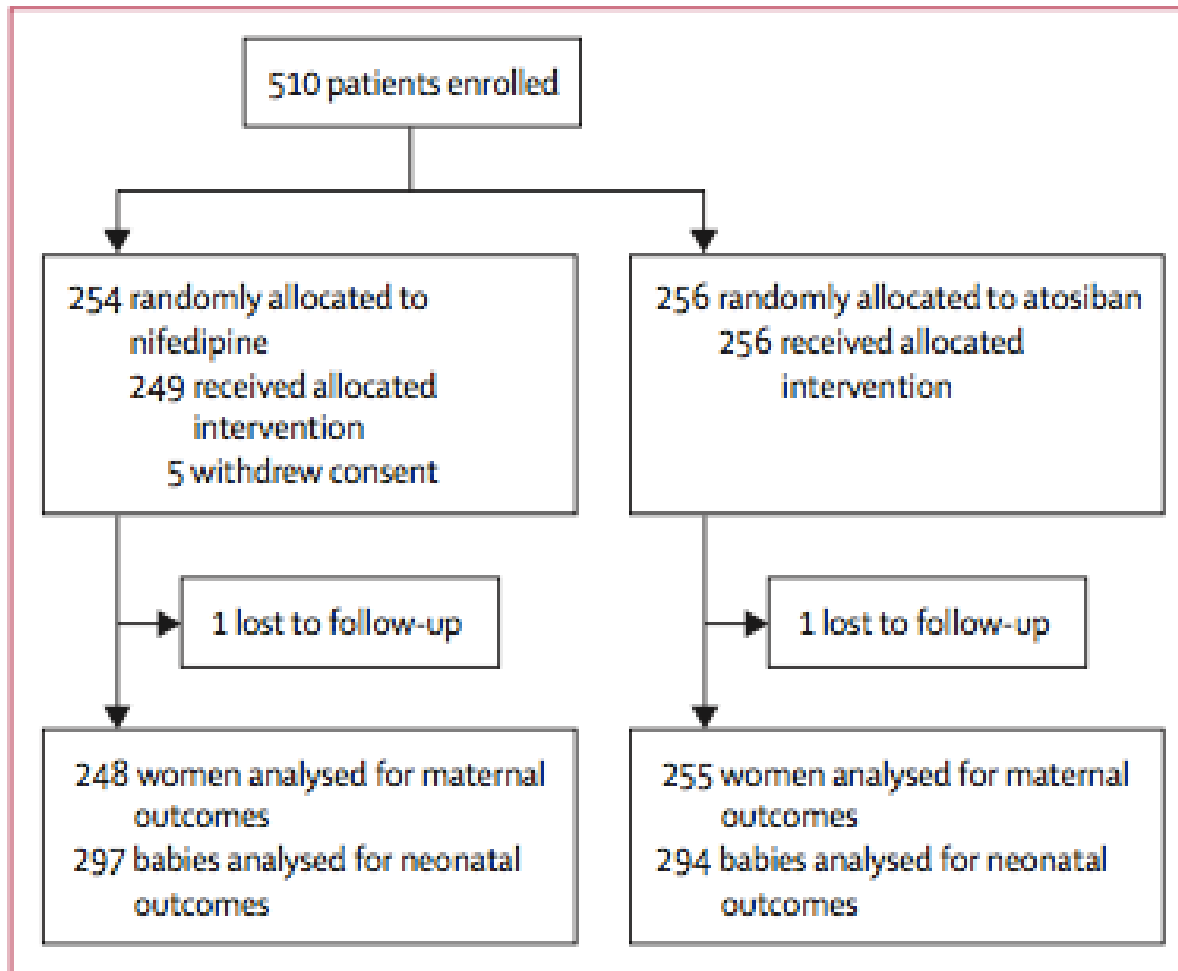 510 patients enrolled
254 randomly allocated to
nifedipine
249 received allocated
intervention
5 withdrew consent
256 randomly allocated to atosiban
256 received allocated
intervention
1 lost to follow-up
1 lost to follow-up
248 women analysed for maternal
outcomes
297 babies analysed for neonatal
outcomes
255 women analysed for maternal
outcomes
294 babies analysed for neonatal
outcomes